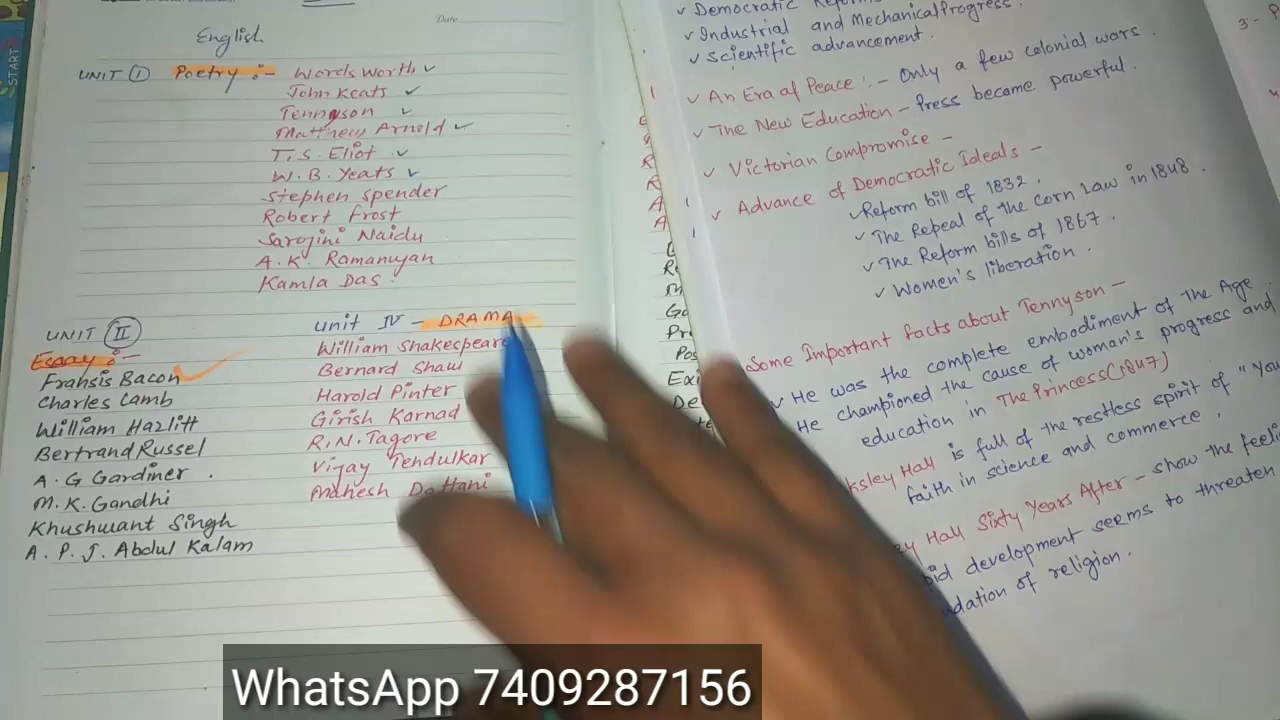 START
Date
English
UNIT ① Poetry :- Wordsworth ✓
John Keats ✓
Tennyson ✓
Matthew Arnold ✓
T. S. Eliot ✓
W. B. Yeats ✓
Stephen Spender
Robert Frost
Sarojini Naidu
A. K. Ramanujan
Kamla Das
UNIT Ⅱ
Essay :-
Fransis Bacon
Charles Lamb
William Hazlitt
Bertrand Russel
A. G Gardiner .
M. K. Gandhi
Khushwant Singh
A. P. J. Abdul Kalam
Unit IV - DRAMA
William Shakespeare
Bernard Shaw
Harold Pinter
Girish Karnad
R. N. Tagore
Vijay Tendulkar
Mahesh Dattani
✓ Democratic
✓ Industrial and Mechanical Progress.
✓ Scientific advancement.
✓ An Era of Peace :- Only a few colonial wars.
✓ The New Education - Press became powerful.
✓ Victorian Compromise -
✓ Advance of Democratic Ideals -
✓ Reform bill of 1832.
✓ The Repeal of the Corn Law in 1848.
✓ The Reform bills of 1867.
✓ Women's liberation.
Some Important facts about Tennyson -
✓ He was the complete embodiment of the Age
He championed the cause of woman's progress and
education in The Princess (1847)
Hall is full of the restless spirit of "You
faith in science and commerce.
Hall Sixty Years After - show the
development seems to threaten
of religion.
WhatsApp 7409287156